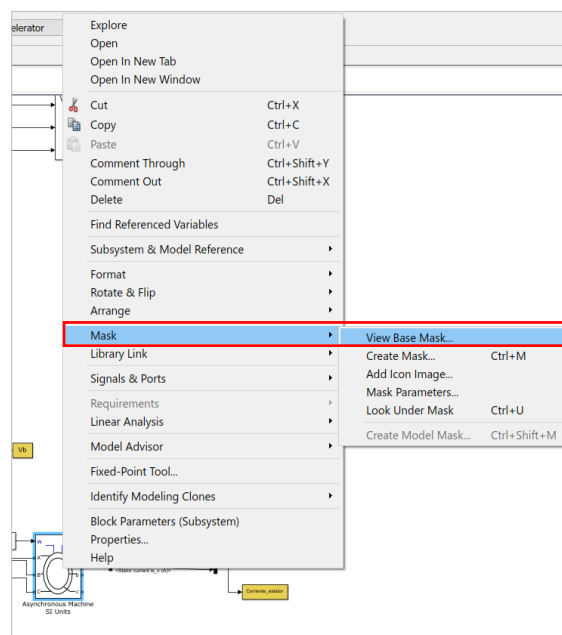 elerator
Explore
Open
Open In New Tab
Open In New Window
Cut Ctrl+X
Copy Ctrl+C
Paste Ctrl+V
Comment Through Ctrl+Shift+Y
Comment Out Ctrl+Shift+X
Delete Del
Find Referenced Variables
Subsystem & Model Reference
Format
Rotate & Flip
Arrange
Mask
View Base Mask...
Library Link
Create Mask... Ctrl+M
Add Icon Image...
Signals & Ports
Mask Parameters...
Requirements
Look Under Mask Ctrl+U
Linear Analysis
Create Model Mask... Ctrl+Shift+M
Model Advisor
Vb
Fixed-Point Tool...
Identify Modeling Clones
Block Parameters (Subsystem)
Properties...
Help
w
A
B
C
b
c
<Stator current is_c (A)>
Corriente_estator
Asynchronous Machine
SI Units